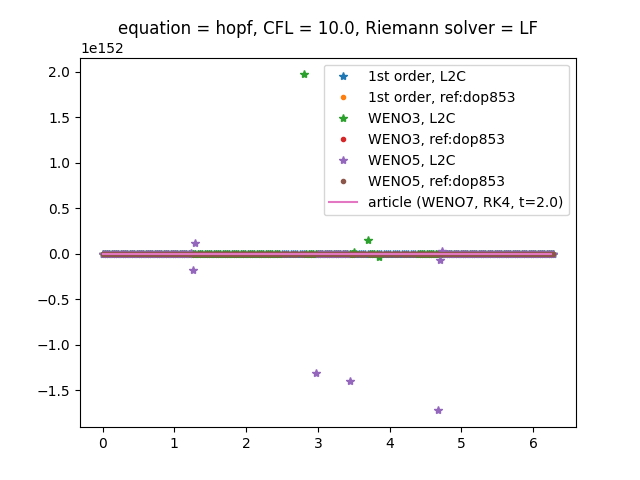 equation = hopf, CFL = 10.0, Riemann solver = LF
1e152
2.0
1.5
1.0
0.5
0.0
−0.5
−1.0
−1.5
0 1 2 3 4 5 6
1st order, L2C
1st order, ref:dop853
WENO3, L2C
WENO3, ref:dop853
WENO5, L2C
WENO5, ref:dop853
article (WENO7, RK4, t=2.0)